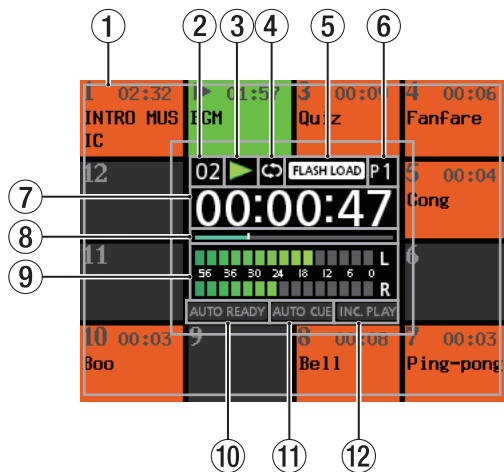 ① ② ③ ④ ⑤ ⑥
1 02:32
INTRO MUS
IC
01:57
BGM
3 00:09
Quiz
4 00:06
Fanfare
12
5 00:04
Gong
02 FLASH LOAD P1
⑦ 00:00:47
⑧
⑨
L
56 36 30 24 18 12 6 0
R
11
6
AUTO READY AUTO CUE INC. PLAY
10 00:03
Boo
9
8 00:08
Bell
7 00:03
Ping-pong
⑩ ⑪ ⑫